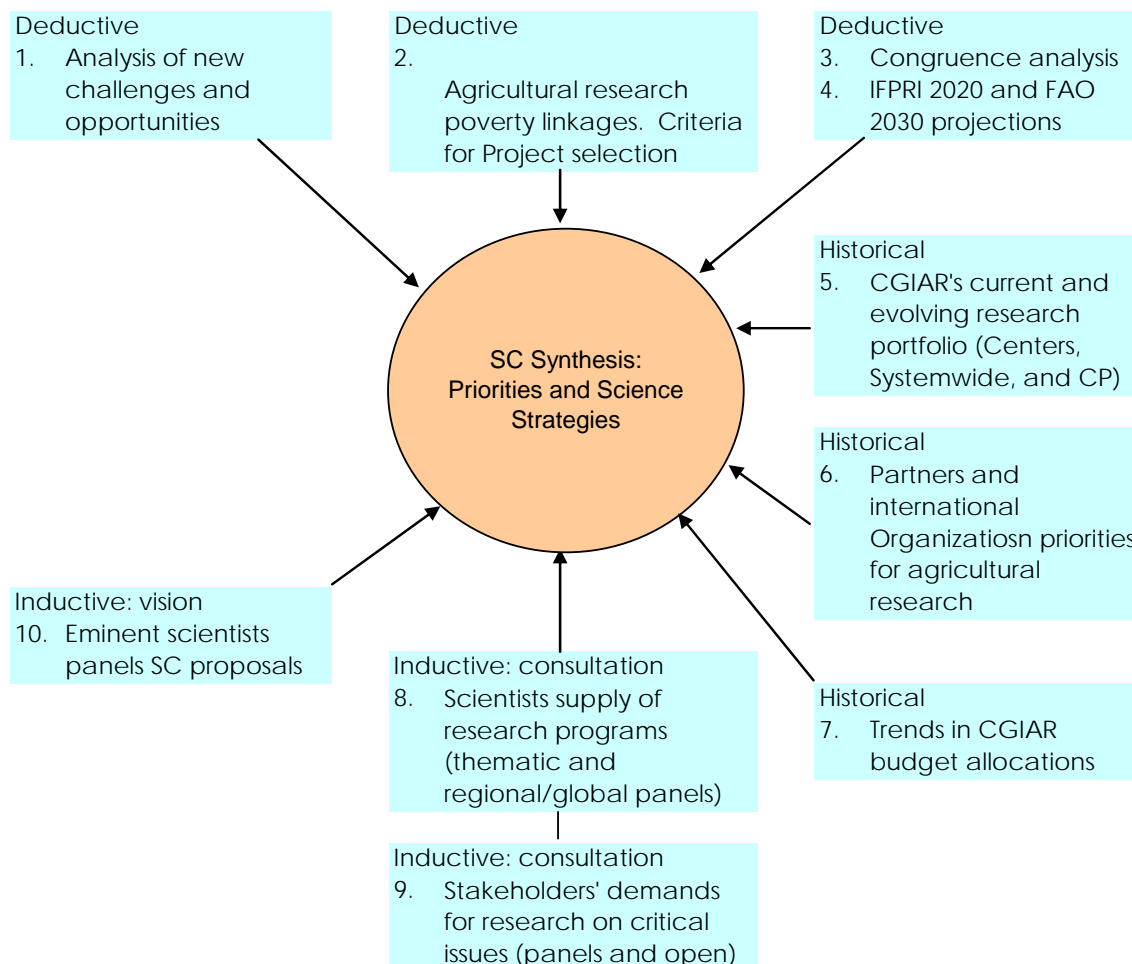 Deductive
1. Analysis of new
challenges and
opportunities
Deductive
2.
Agricultural research
poverty linkages. Criteria
for Project selection
Deductive
3. Congruence analysis
4. IFPRI 2020 and FAO
2030 projections
Historical
5. CGIAR's current and
evolving research
portfolio (Centers,
Systemwide, and CP)
SC Synthesis:
Priorities and Science
Strategies
Historical
6. Partners and
international
Organizatiosn priorities
for agricultural
research
Inductive: vision
10. Eminent scientists
panels SC proposals
Inductive: consultation
8. Scientists supply of
research programs
(thematic and
regional/global panels)
Historical
7. Trends in CGIAR
budget allocations
Inductive: consultation
9. Stakeholders' demands
for research on critical
issues (panels and open)